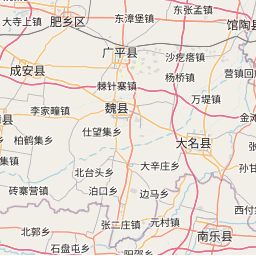 东张孟镇
大寺上镇
肥乡区
东漳堡镇
馆陶县
广平县
沙疙瘩镇
成安县
杨桥镇
棘针寨镇
万堤镇
李家疃镇
魏县
金滩
仕望集乡
柏鹤集乡
大名县
集镇
大辛庄乡
孙甘
北台头乡
砖寨营镇
泊口乡
边马乡
西付
张二庄镇
元村镇
北郭乡
南乐县
石盘屯乡